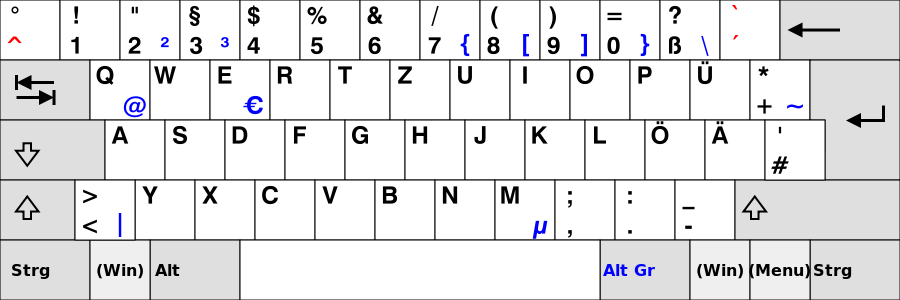 ° ! " § $ % & / ( ) = ? `
^ 1 2 ² 3 ³ 4 5 6 7 { 8 [ 9 ] 0 } ß \ ´
Q W E R T Z U I O P Ü *
@ € + ~
A S D F G H J K L Ö Ä '
#
> Y X C V B N M ; : _
< | µ , . -
Strg (Win) Alt Alt Gr (Win) (Menu) Strg